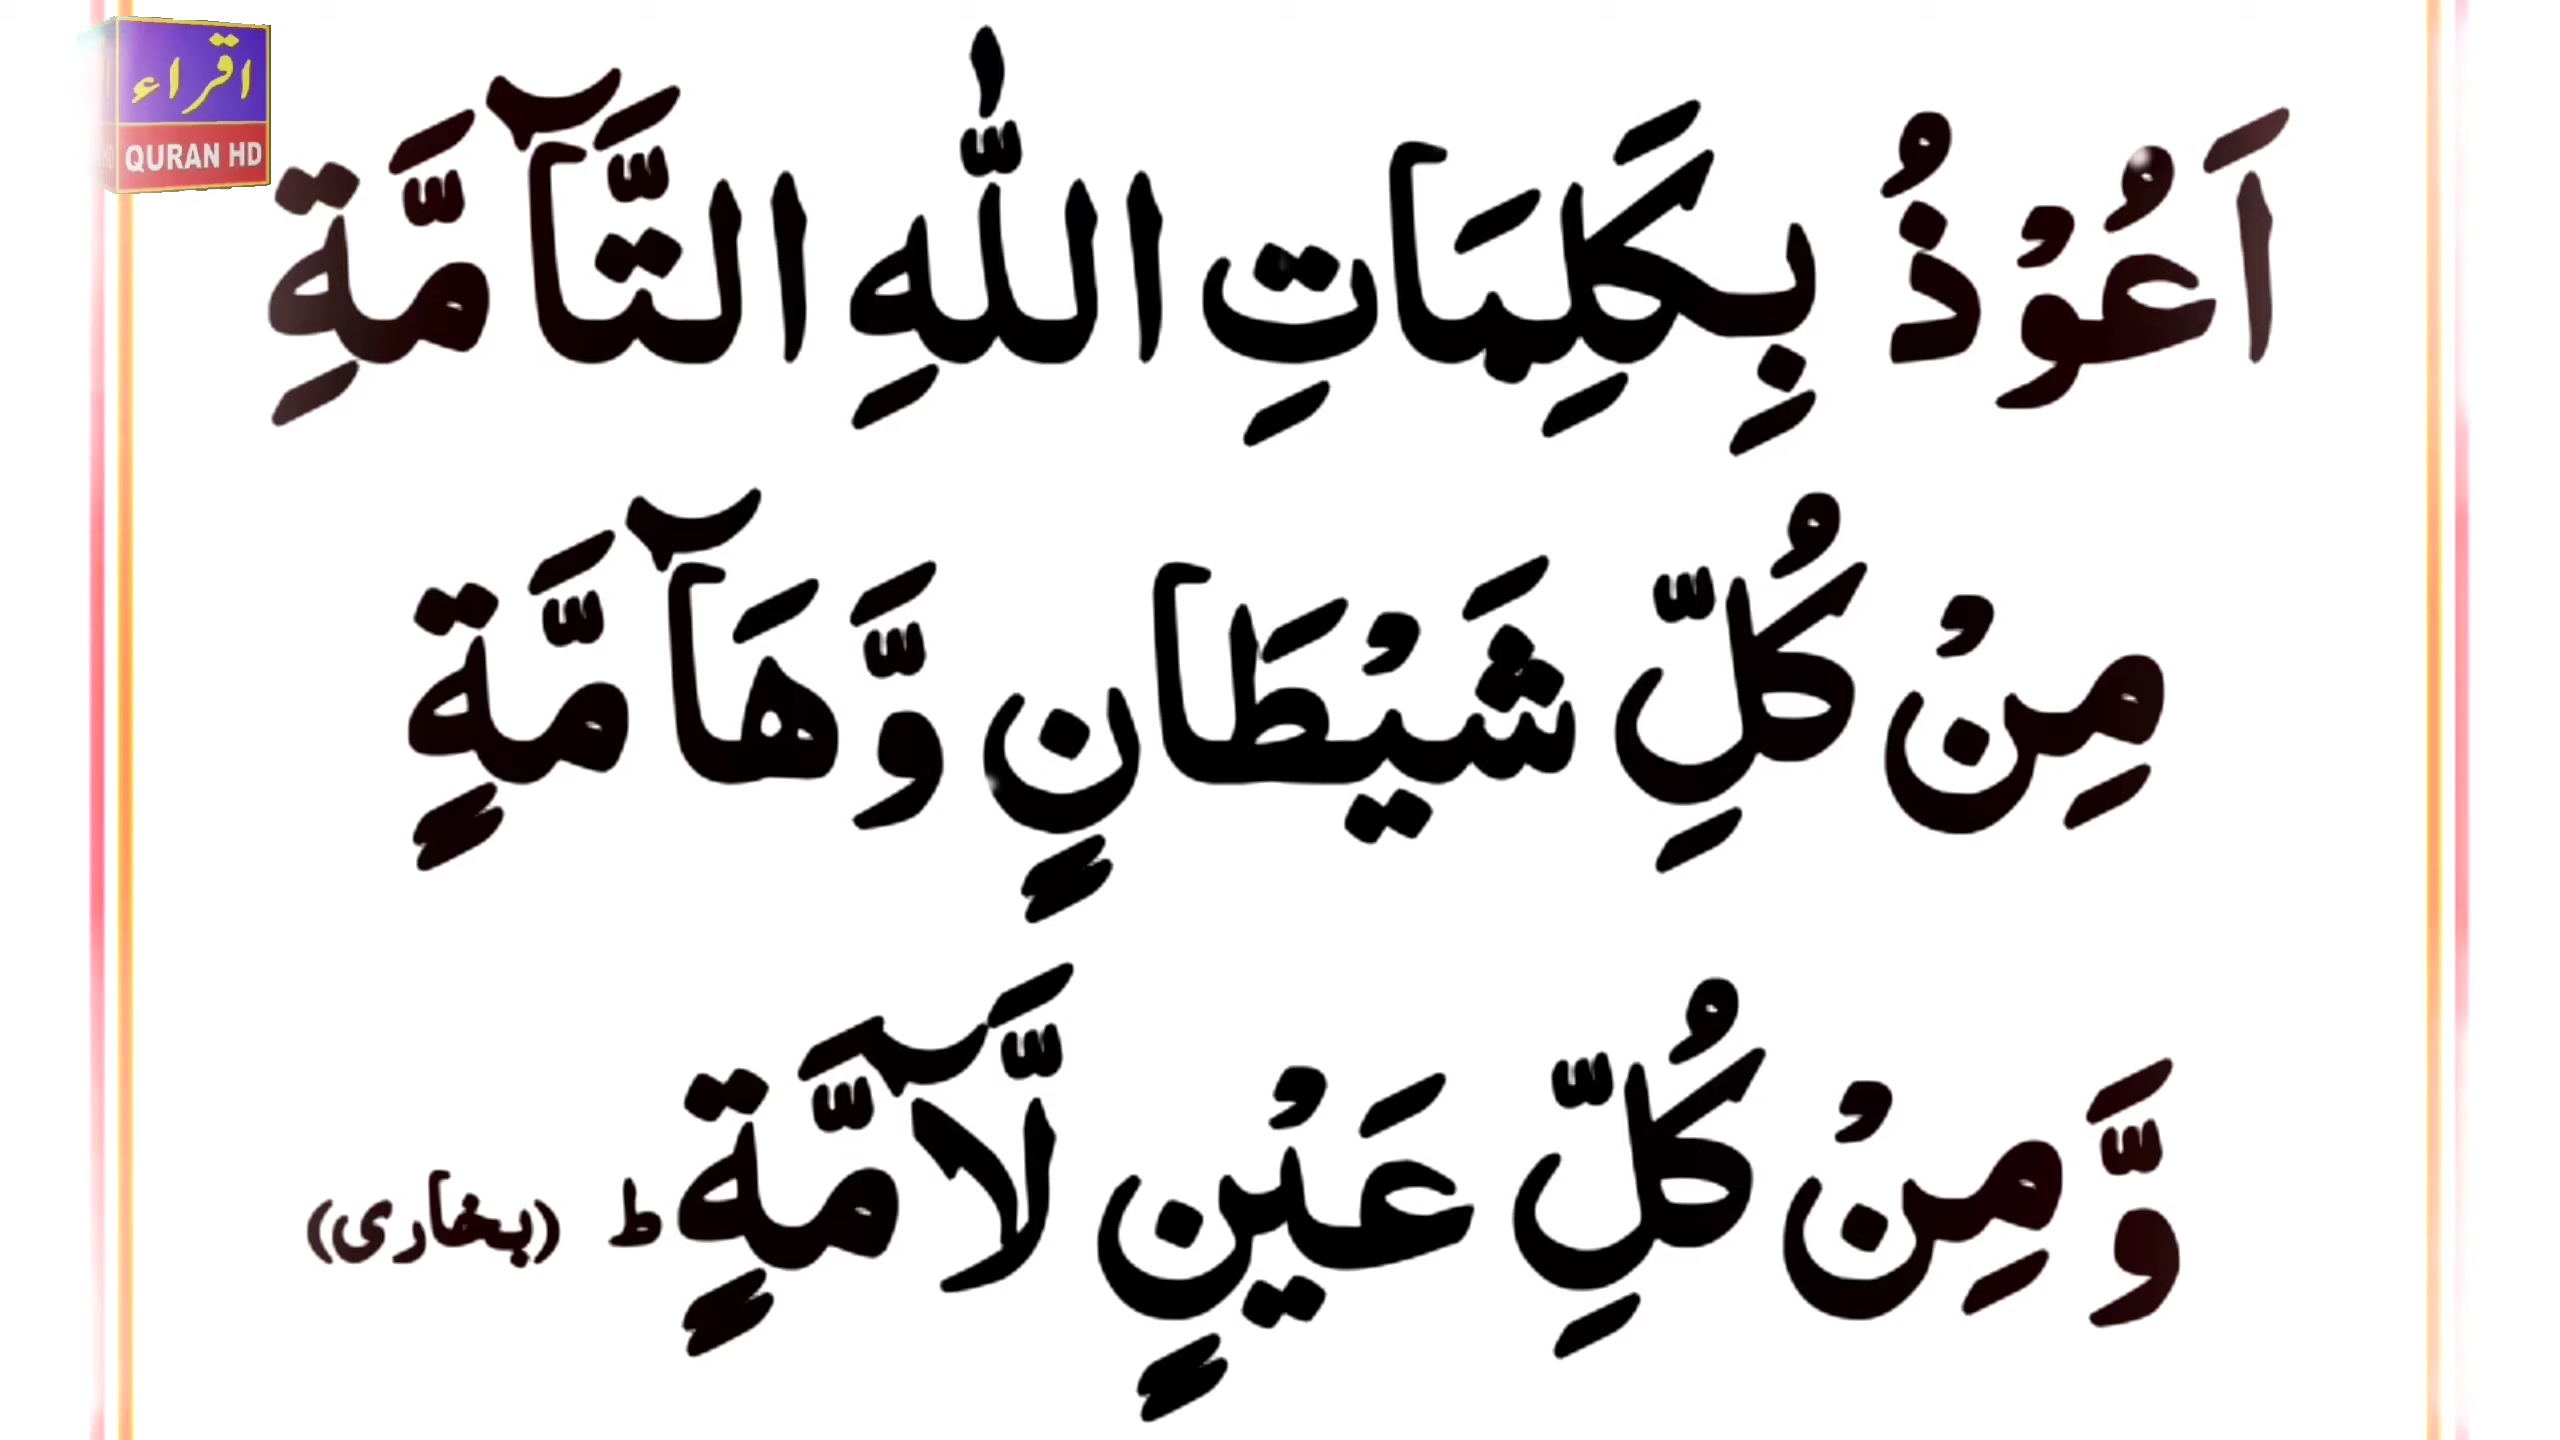 اقراء
QURAN HD
اَعُوْذُ بِكَلِمَاتِ اللّٰهِ التَّآمَّةِ
مِنْ كُلِّ شَيْطَانٍ وَّهَآمَّةٍ
وَّمِنْ كُلِّ عَيْنٍ لَّآمَّةٍ ط (بخاری)